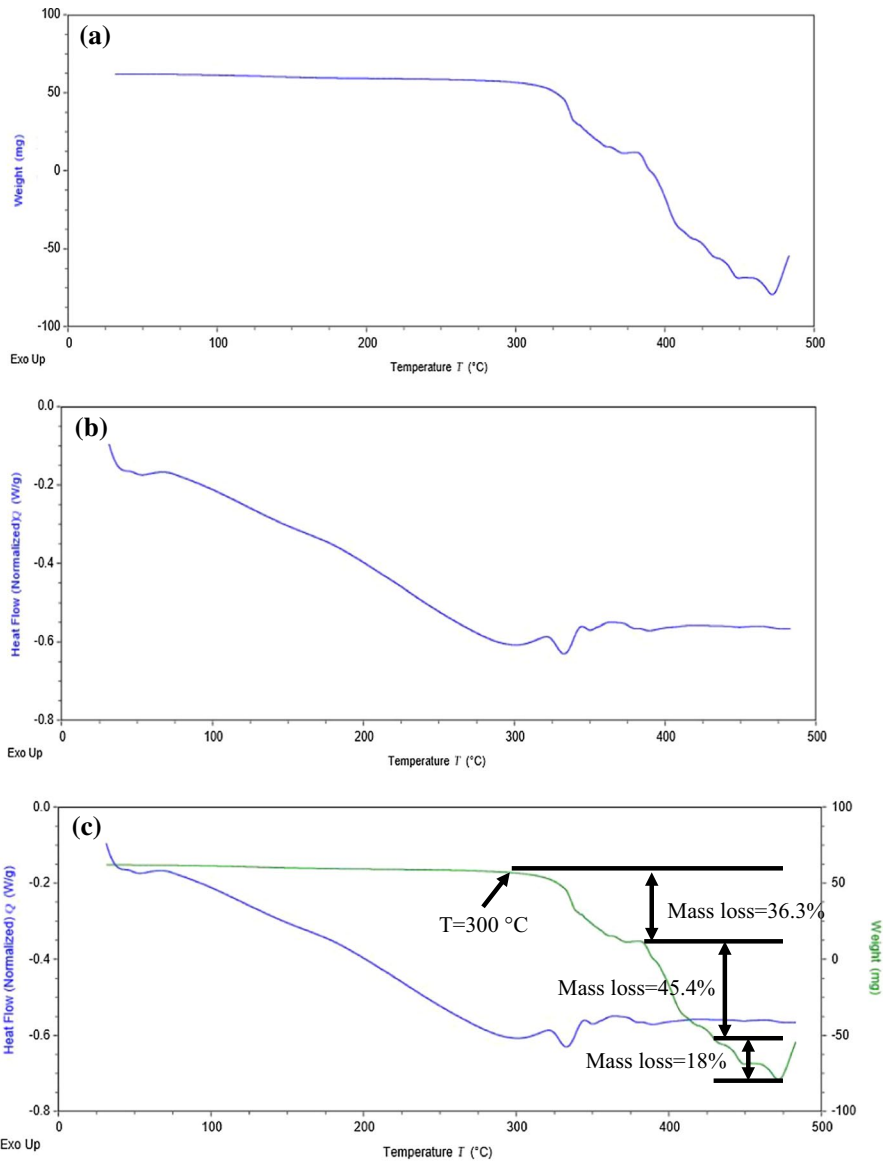 (a)
100
50
0
-50
-100
Weight (mg)
0
100
200
300
400
500
Exo Up
Temperature T (°C)
(b)
0.0
-0.2
-0.4
-0.6
-0.8
Heat Flow (Normalized)Q (W/g)
0
100
200
300
400
500
Exo Up
Temperature T (°C)
(c)
0.0
-0.2
-0.4
-0.6
-0.8
Heat Flow (Normalized) Q (W/g)
100
50
0
-50
-100
Weight (mg)
T=300 °C
Mass loss=36.3%
Mass loss=45.4%
Mass loss=18%
0
100
200
300
400
500
Exo Up
Temperature T (°C)